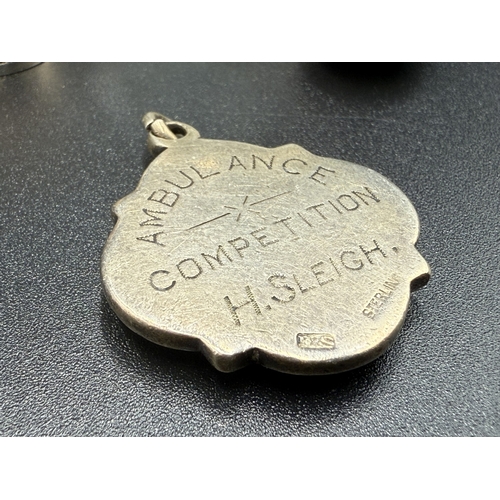 AMBULANCE
COMPETITION
H. SLEIGH.
STERLING